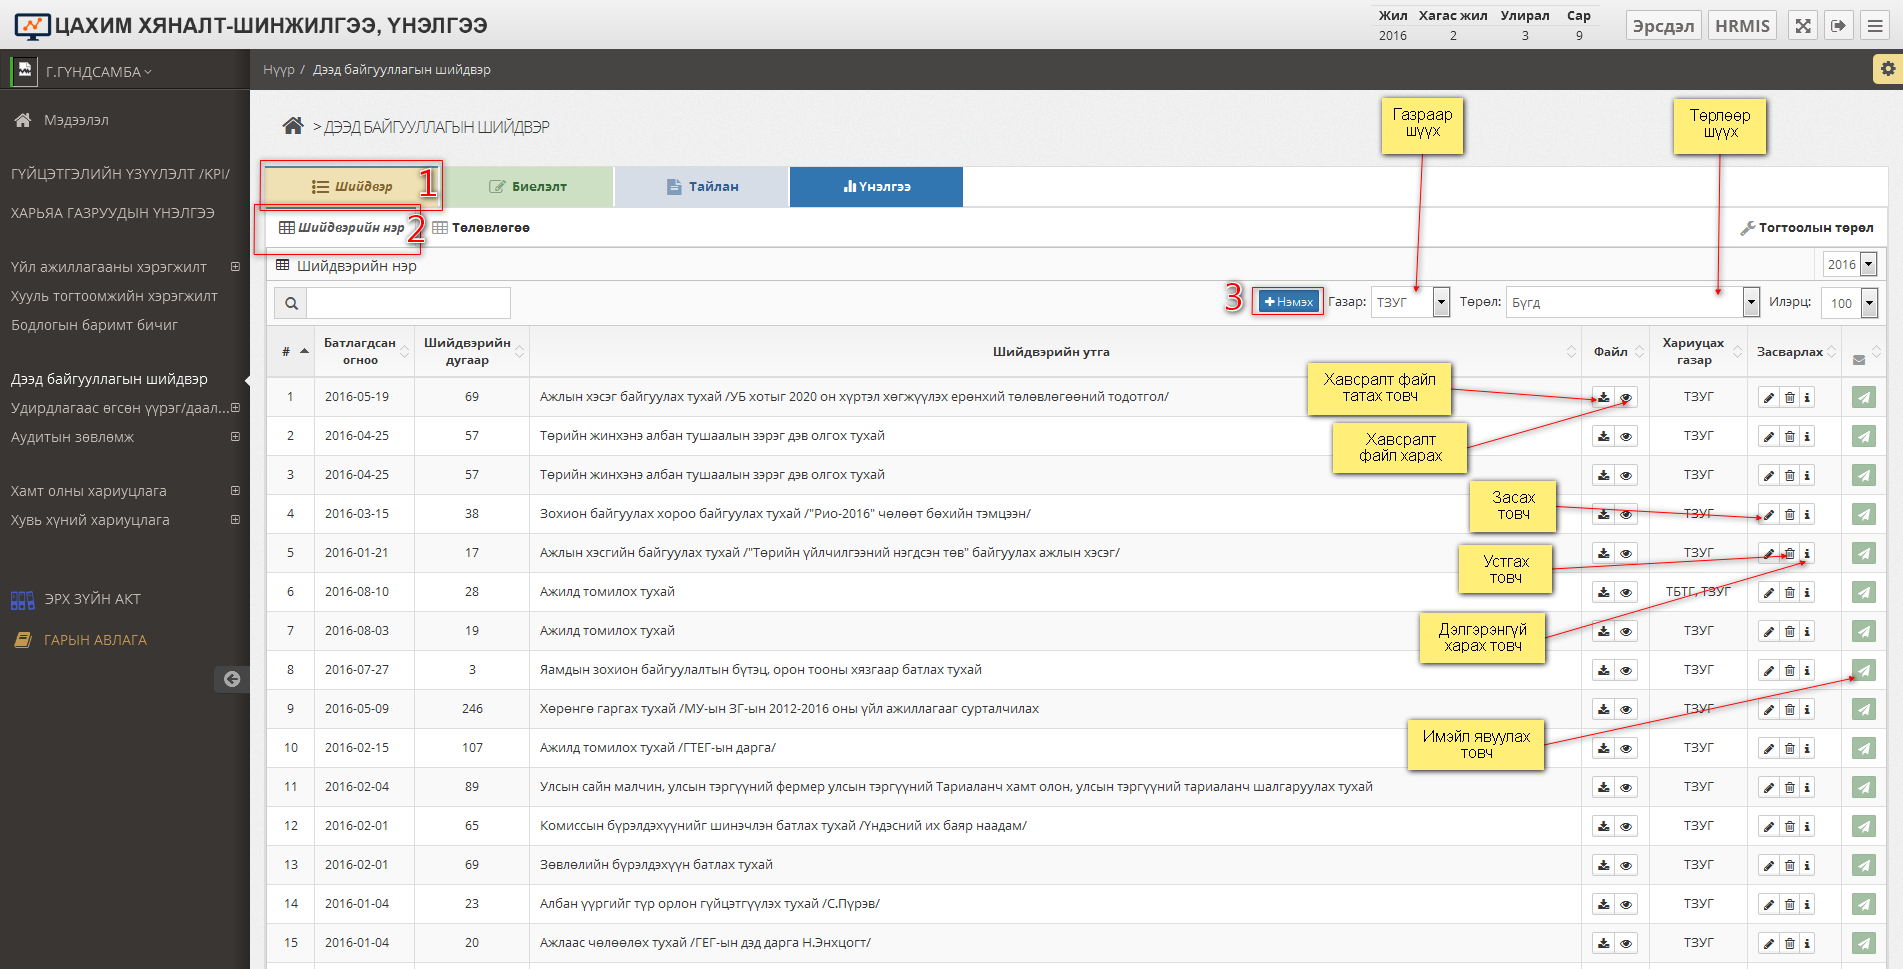 ЦАХИМ ХЯНАЛТ-ШИНЖИЛГЭЭ, ҮНЭЛГЭЭ
Жил Хагас жил Улирал Сар
2016 2 3 9
Эрсдэл HRMIS
Г.ГҮНДСАМБА
Нүүр / Дээд байгууллагын шийдвэр
Мэдээлэл
ГҮЙЦЭТГЭЛИЙН ҮЗҮҮЛЭЛТ /KPI/
ХАРЬЯА ГАЗРУУДЫН ҮНЭЛГЭЭ
Үйл ажиллагааны хэрэгжилт
Хууль тогтоомжийн хэрэгжилт
Бодлогын баримт бичиг
Дээд байгууллагын шийдвэр
Удирдлагаас өгсөн үүрэг/даал...
Аудитын зөвлөмж
Хамт олны хариуцлага
Хувь хүний хариуцлага
ЭРХ ЗҮЙН АКТ
ГАРЫН АВЛАГА
> ДЭЭД БАЙГУУЛЛАГЫН ШИЙДВЭР
Газраар
шүүх
Төрлөөр
шүүх
Шийдвэр 1 Биелэлт Тайлан Үнэлгээ
Шийдвэрийн нэр 2 Төлөвлөгөө Тогтоолын төрөл
Шийдвэрийн нэр 2016
3 Нэмэх Газар: ТЗУГ Төрөл: Бүгд Илэрц: 100
# Батлагдсан огноо Шийдвэрийн дугаар Шийдвэрийн утга Файл Хариуцах газар Засварлах
1 2016-05-19 69 Ажлын хэсэг байгуулах тухай /УБ хотыг 2020 он хүртэл хөгжүүлэх ерөнхий төлөвлөгөөний тодотгол/ ТЗУГ
2 2016-04-25 57 Төрийн жинхэнэ албан тушаалын зэрэг дэв олгох тухай ТЗУГ
3 2016-04-25 57 Төрийн жинхэнэ албан тушаалын зэрэг дэв олгох тухай ТЗУГ
4 2016-03-15 38 Зохион байгуулах хороо байгуулах тухай /"Рио-2016" чөлөөт бөхийн тэмцээн/ ТЗУГ
5 2016-01-21 17 Ажлын хэсгийн байгуулах тухай /"Төрийн үйлчилгээний нэгдсэн төв" байгуулах ажлын хэсэг/ ТЗУГ
6 2016-08-10 28 Ажилд томилох тухай ТБТГ, ТЗУГ
7 2016-08-03 19 Ажилд томилох тухай ТЗУГ
8 2016-07-27 3 Яамдын зохион байгуулалтын бүтэц, орон тооны хязгаар батлах тухай ТЗУГ
9 2016-05-09 246 Хөрөнгө гаргах тухай /МУ-ын ЗГ-ын 2012-2016 оны үйл ажиллагааг сурталчилах ТЗУГ
10 2016-02-15 107 Ажилд томилох тухай /ГТЕГ-ын дарга/ ТЗУГ
11 2016-02-04 89 Улсын сайн малчин, улсын тэргүүний фермер улсын тэргүүний Тариаланч хамт олон, улсын тэргүүний тариаланч шалгаруулах тухай ТЗУГ
12 2016-02-01 65 Комиссын бүрэлдэхүүнийг шинэчлэн батлах тухай /Үндэсний их баяр наадам/ ТЗУГ
13 2016-02-01 69 Зөвлөлийн бүрэлдэхүүн батлах тухай ТЗУГ
14 2016-01-04 23 Албан үүргийг түр орлон гүйцэтгүүлэх тухай /С.Пүрэв/ ТЗУГ
15 2016-01-04 20 Ажлаас чөлөөлөх тухай /ГЕГ-ын дэд дарга Н.Энхцогт/ ТЗУГ
Хавсралт файл
татах товч
Хавсралт
файл харах
Засах
товч
Устгах
товч
Дэлгэрэнгүй
харах товч
Имэйл явуулах
товч